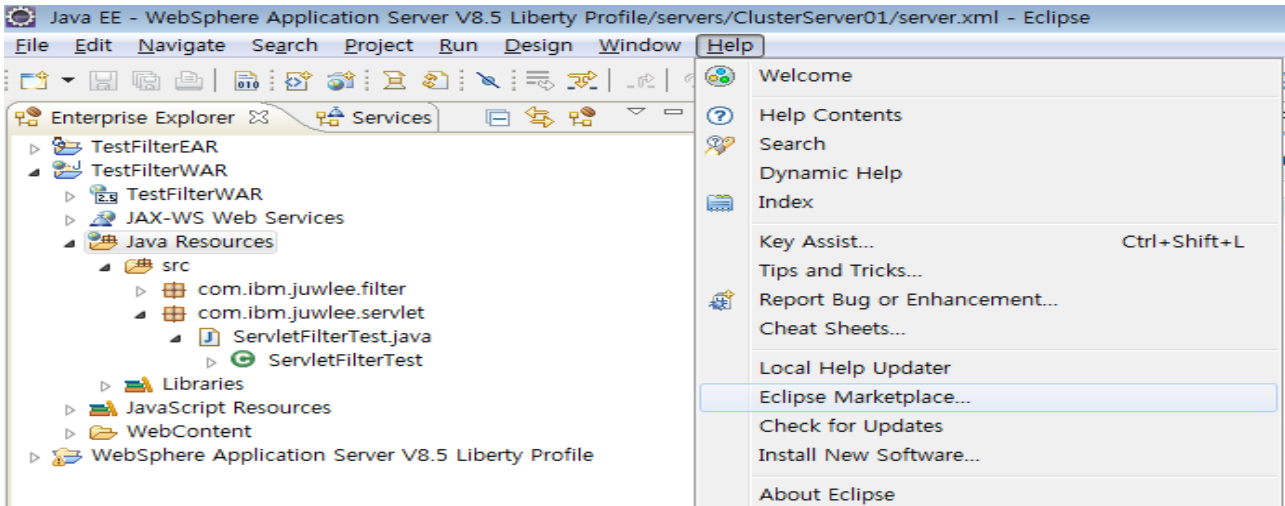 Java EE - WebSphere Application Server V8.5 Liberty Profile/servers/ClusterServer01/server.xml - Eclipse
File Edit Navigate Search Project Run Design Window Help
Enterprise Explorer Services
TestFilterEAR
TestFilterWAR
TestFilterWAR
JAX-WS Web Services
Java Resources
src
com.ibm.juwlee.filter
com.ibm.juwlee.servlet
ServletFilterTest.java
ServletFilterTest
Libraries
JavaScript Resources
WebContent
WebSphere Application Server V8.5 Liberty Profile
Welcome
Help Contents
Search
Dynamic Help
Index
Key Assist... Ctrl+Shift+L
Tips and Tricks...
Report Bug or Enhancement...
Cheat Sheets...
Local Help Updater
Eclipse Marketplace...
Check for Updates
Install New Software...
About Eclipse